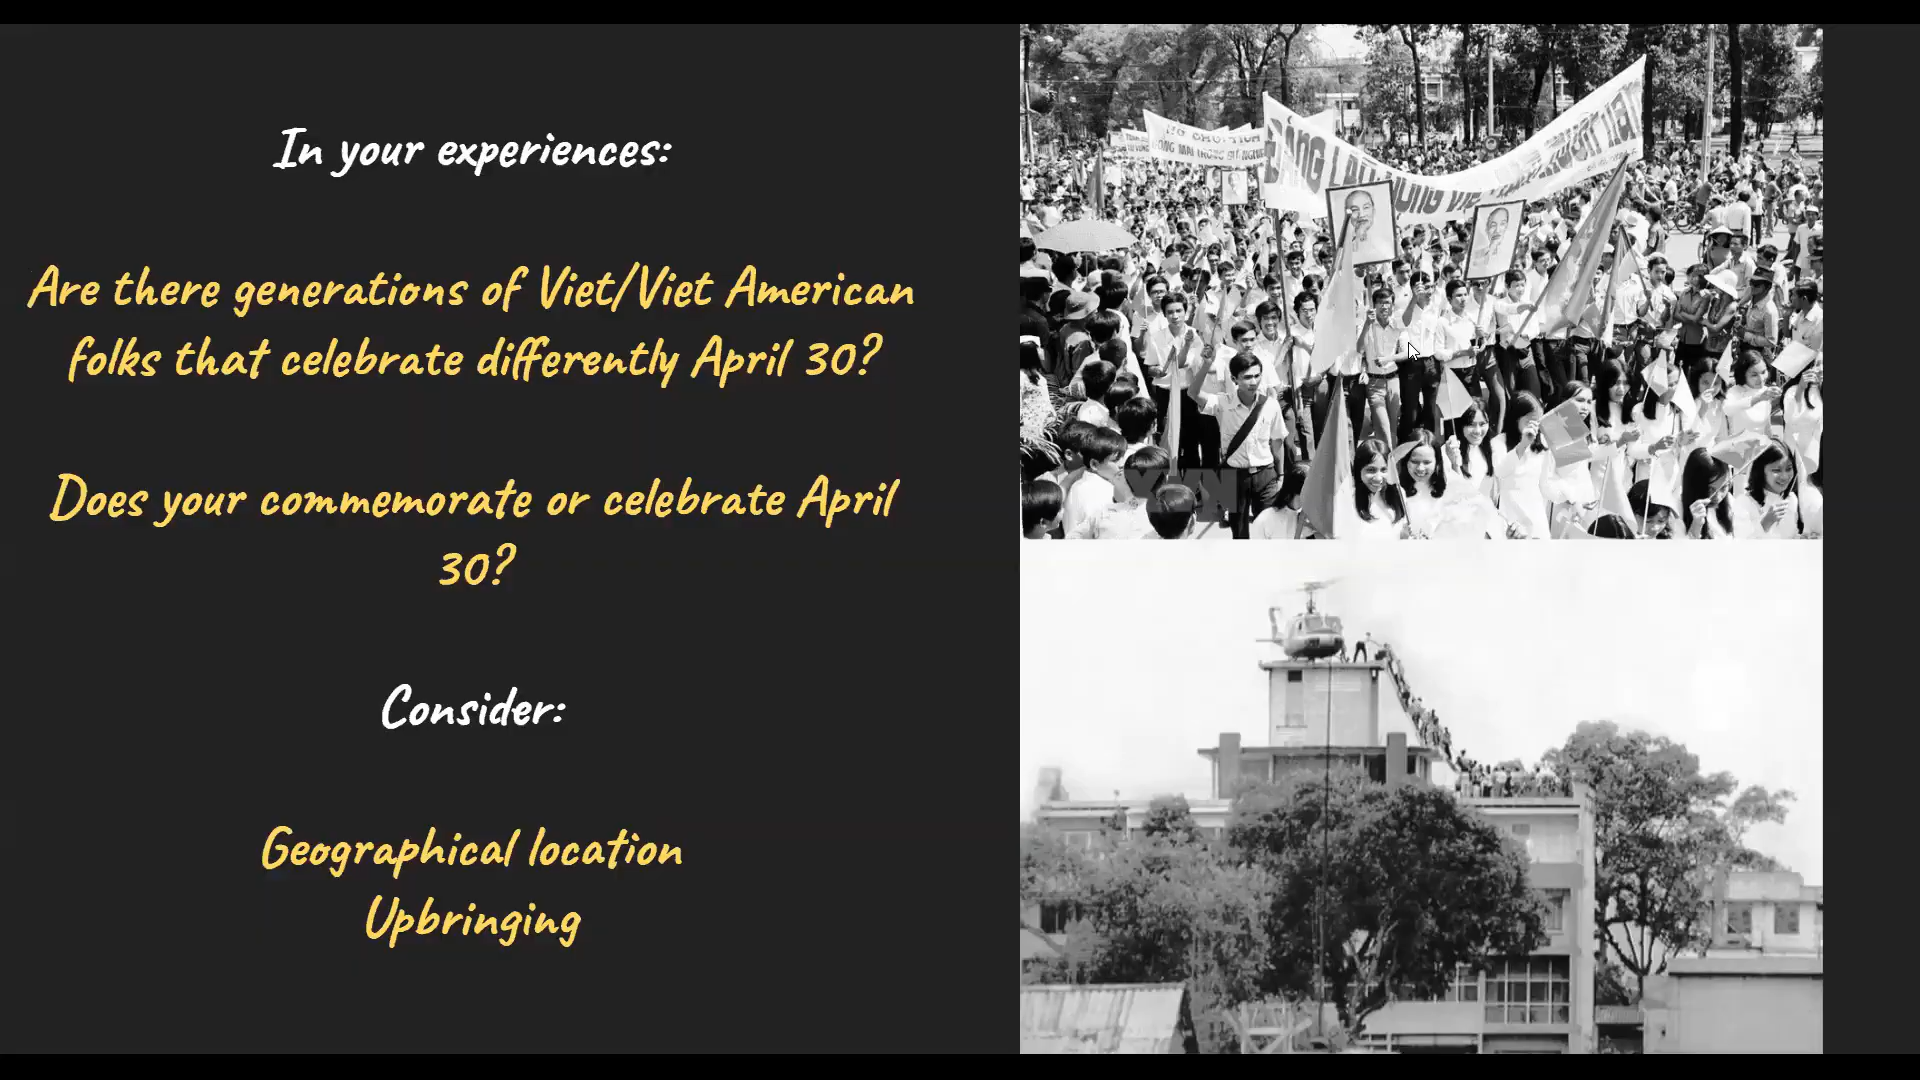 In your experiences:
Are there generations of Viet/Viet American
folks that celebrate differently April 30?
Does your commemorate or celebrate April
30?
Consider:
Geographical location
Upbringing